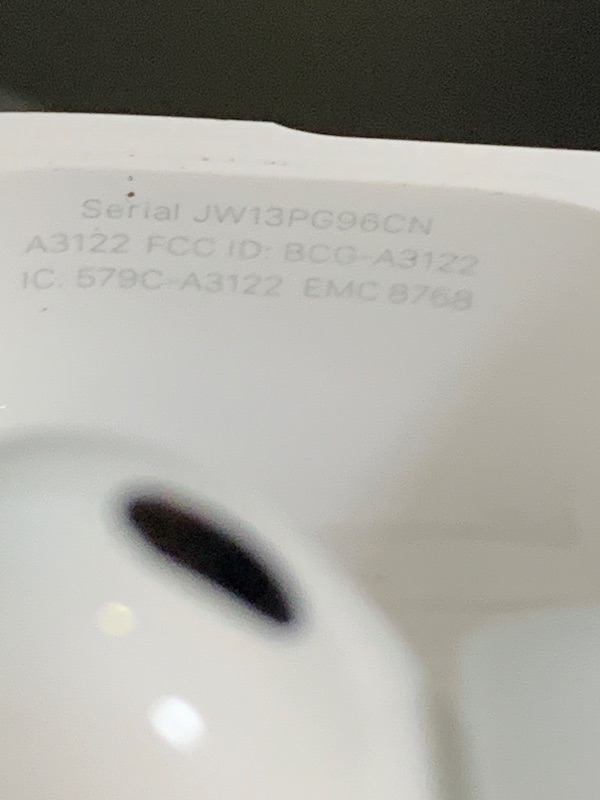 Serial JW13PG96CN
A3122 FCC ID: BCG-A3122
IC: 579C-A3122 EMC 8768